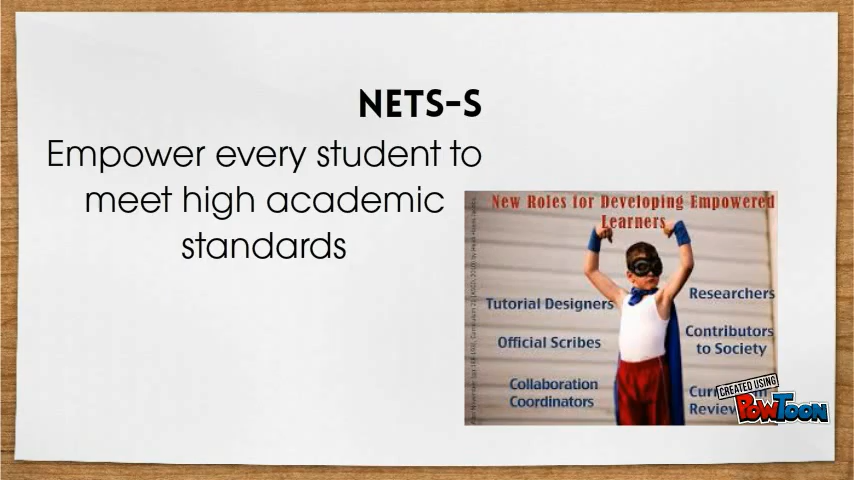 NETS-S
Empower every student to
meet high academic
standards
New Roles for Developing Empowered
Learners
Tutorial Designers
Researchers
Official Scribes
Contributors
to Society
Collaboration
Coordinators
CREATED USING
POWTOON